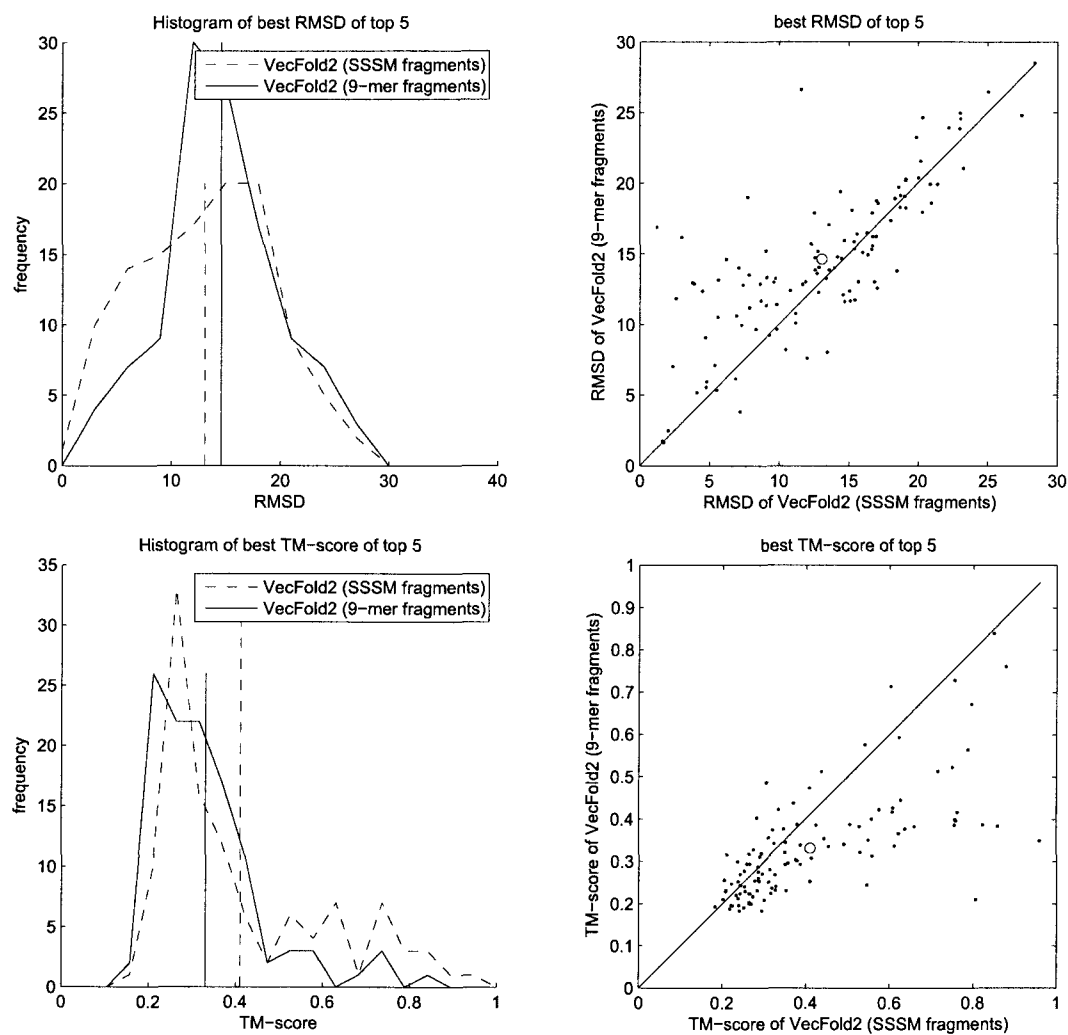 Histogram of best RMSD of top 5
30
25
20
15
10
5
0
frequency
VecFold2 (SSSM fragments)
VecFold2 (9-mer fragments)
0 10 20 30 40
RMSD
best RMSD of top 5
30
25
20
15
10
5
0
RMSD of VecFold2 (9-mer fragments)
0 5 10 15 20 25 30
RMSD of VecFold2 (SSSM fragments)
Histogram of best TM-score of top 5
35
30
25
20
15
10
5
0
frequency
VecFold2 (SSSM fragments)
VecFold2 (9-mer fragments)
0 0.2 0.4 0.6 0.8 1
TM-score
best TM-score of top 5
1
0.9
0.8
0.7
0.6
0.5
0.4
0.3
0.2
0.1
0
TM-score of VecFold2 (9-mer fragments)
0 0.2 0.4 0.6 0.8 1
TM-score of VecFold2 (SSSM fragments)